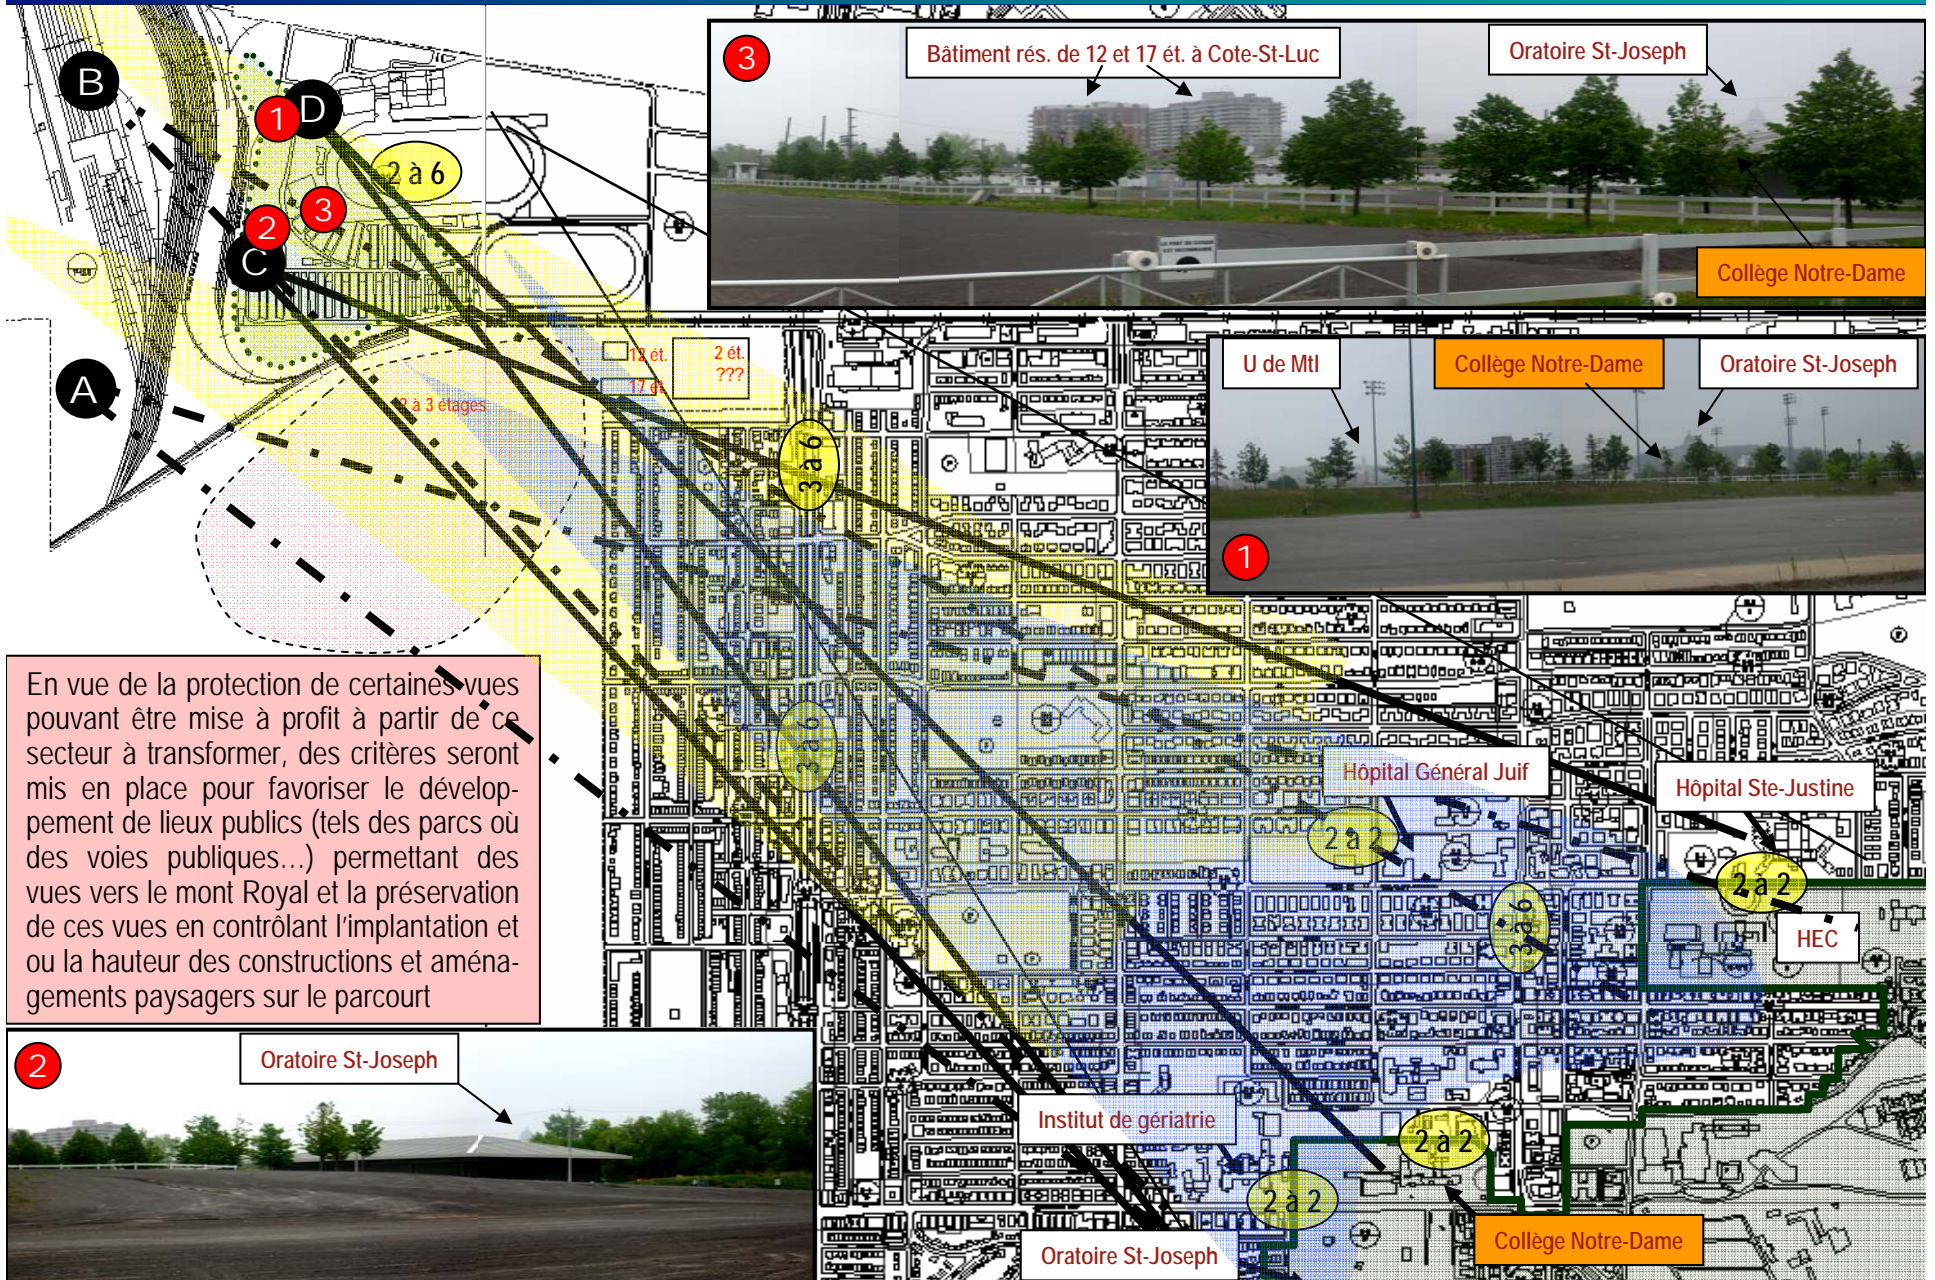 B
1
D
2 à 6
3
2
C
A
3
Bâtiment rés. de 12 et 17 ét. à Cote-St-Luc
Oratoire St-Joseph
Collège Notre-Dame
12 ét.
17 ét.
2 ét.
???
2 à 3 étages
U de Mtl
Collège Notre-Dame
Oratoire St-Joseph
1
3 à 6
3 à 6
En vue de la protection de certaines vues
pouvant être mise à profit à partir de ce
secteur à transformer, des critères seront
mis en place pour favoriser le dévelop-
pement de lieux publics (tels des parcs où
des voies publiques...) permettant des
vues vers le mont Royal et la préservation
de ces vues en contrôlant l'implantation et
ou la hauteur des constructions et aména-
gements paysagers sur le parcourt
Hôpital Général Juif
Hôpital Ste-Justine
2 à 2
2 à 2
3 à 6
HEC
2
Oratoire St-Joseph
Institut de gériatrie
2 à 2
2 à 2
Oratoire St-Joseph
Collège Notre-Dame